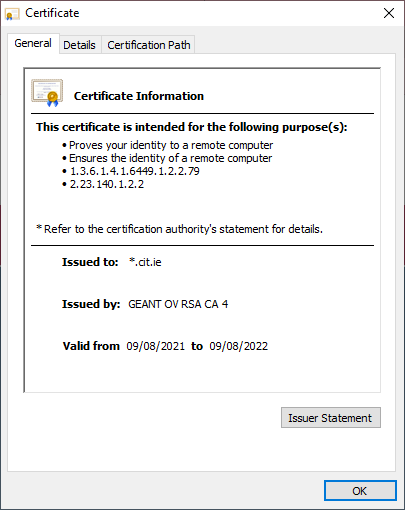 Certificate
General Details Certification Path
Certificate Information
This certificate is intended for the following purpose(s):
• Proves your identity to a remote computer
• Ensures the identity of a remote computer
• 1.3.6.1.4.1.6449.1.2.2.79
• 2.23.140.1.2.2
* Refer to the certification authority's statement for details.
Issued to: *.cit.ie
Issued by: GEANT OV RSA CA 4
Valid from 09/08/2021 to 09/08/2022
Issuer Statement
OK